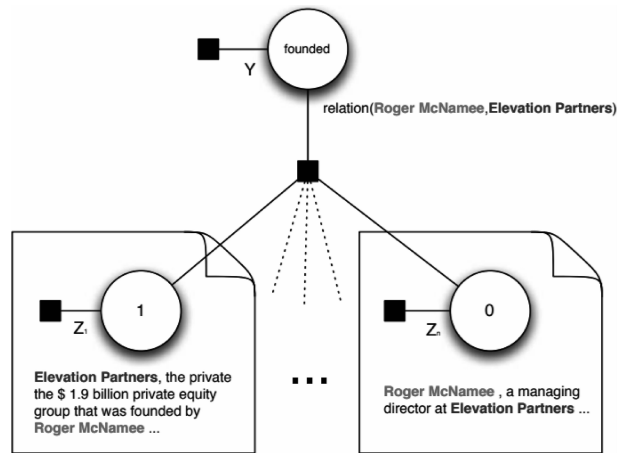 founded
Y
relation(Roger McNamee,Elevation Partners)
1
Z₁
Elevation Partners, the private
the $ 1.9 billion private equity
group that was founded by
Roger McNamee ...
...
0
Zₙ
Roger McNamee , a managing
director at Elevation Partners ...